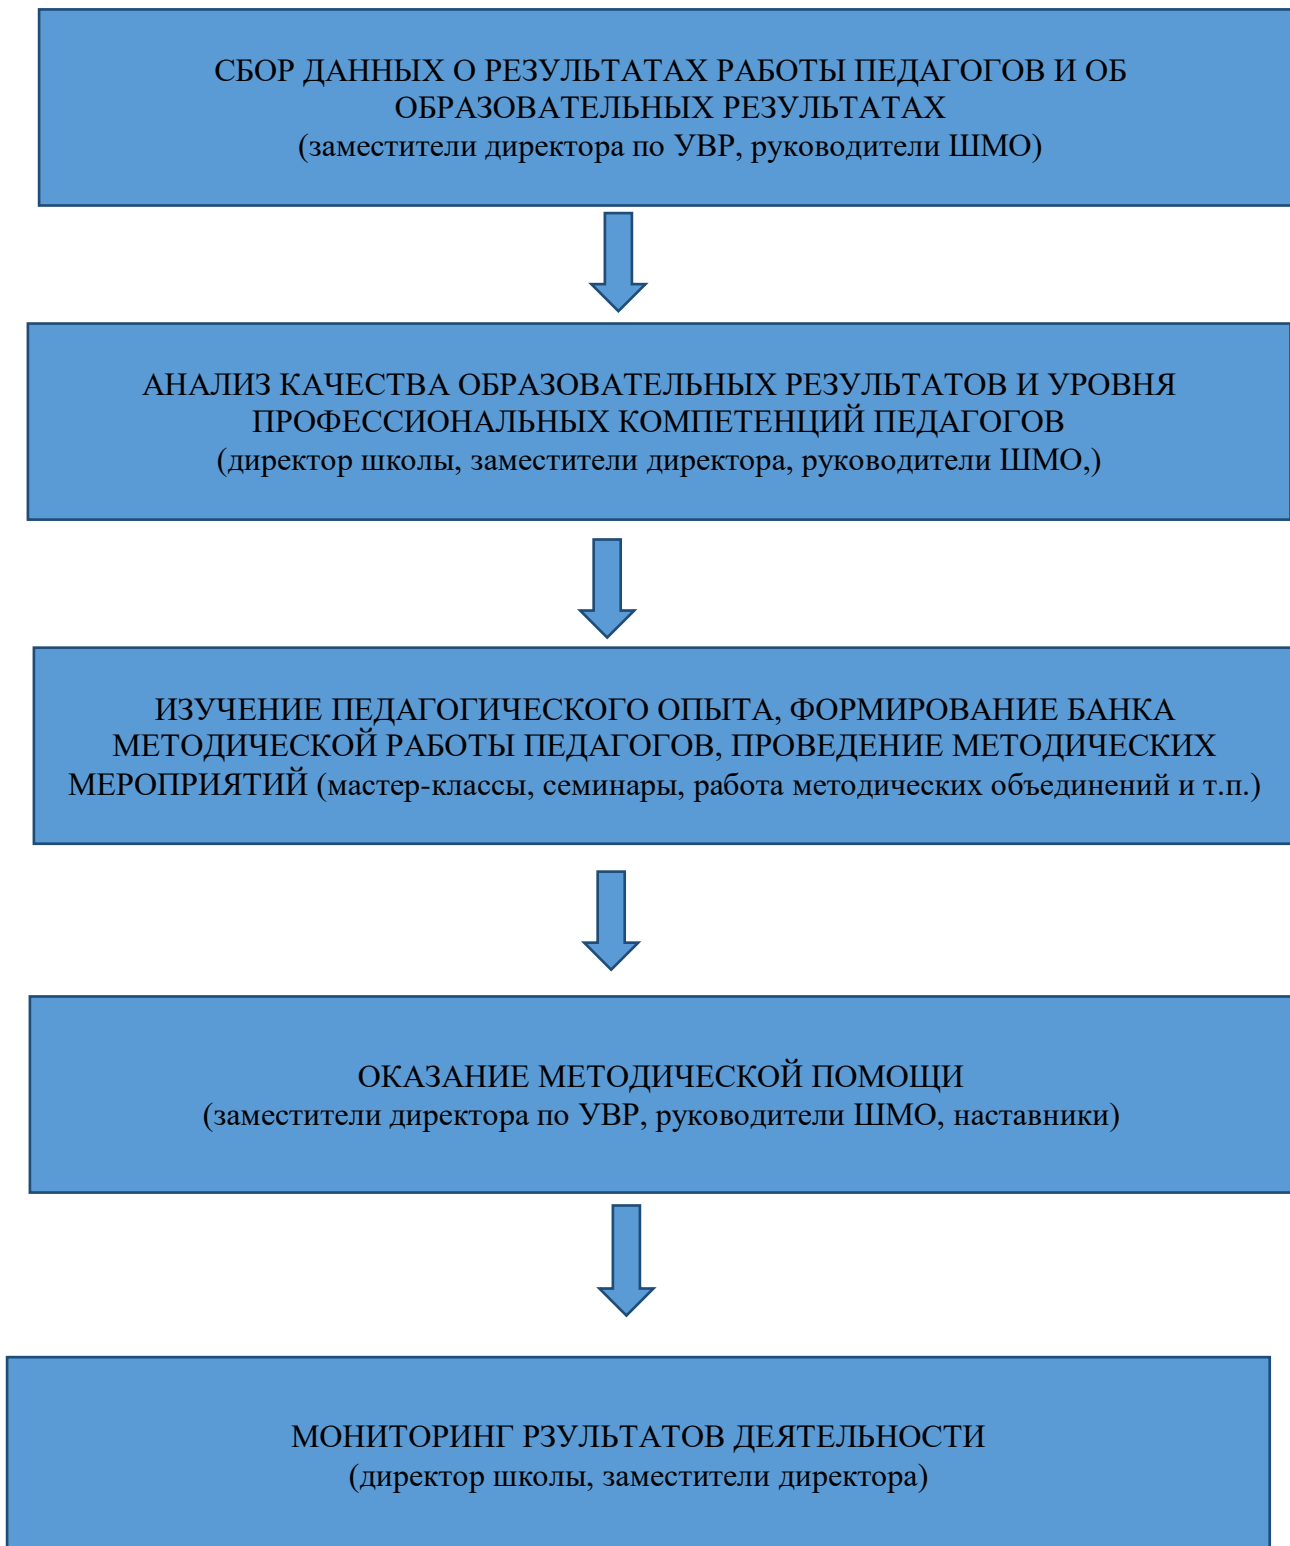 СБОР ДАННЫХ О РЕЗУЛЬТАТАХ РАБОТЫ ПЕДАГОГОВ И ОБ
ОБРАЗОВАТЕЛЬНЫХ РЕЗУЛЬТАТАХ
(заместители директора по УВР, руководители ШМО)
АНАЛИЗ КАЧЕСТВА ОБРАЗОВАТЕЛЬНЫХ РЕЗУЛЬТАТОВ И УРОВНЯ
ПРОФЕССИОНАЛЬНЫХ КОМПЕТЕНЦИЙ ПЕДАГОГОВ
(директор школы, заместители директора, руководители ШМО,)
ИЗУЧЕНИЕ ПЕДАГОГИЧЕСКОГО ОПЫТА, ФОРМИРОВАНИЕ БАНКА
МЕТОДИЧЕСКОЙ РАБОТЫ ПЕДАГОГОВ, ПРОВЕДЕНИЕ МЕТОДИЧЕСКИХ
МЕРОПРИЯТИЙ (мастер-классы, семинары, работа методических объединений и т.п.)
ОКАЗАНИЕ МЕТОДИЧЕСКОЙ ПОМОЩИ
(заместители директора по УВР, руководители ШМО, наставники)
МОНИТОРИНГ РЗУЛЬТАТОВ ДЕЯТЕЛЬНОСТИ
(директор школы, заместители директора)